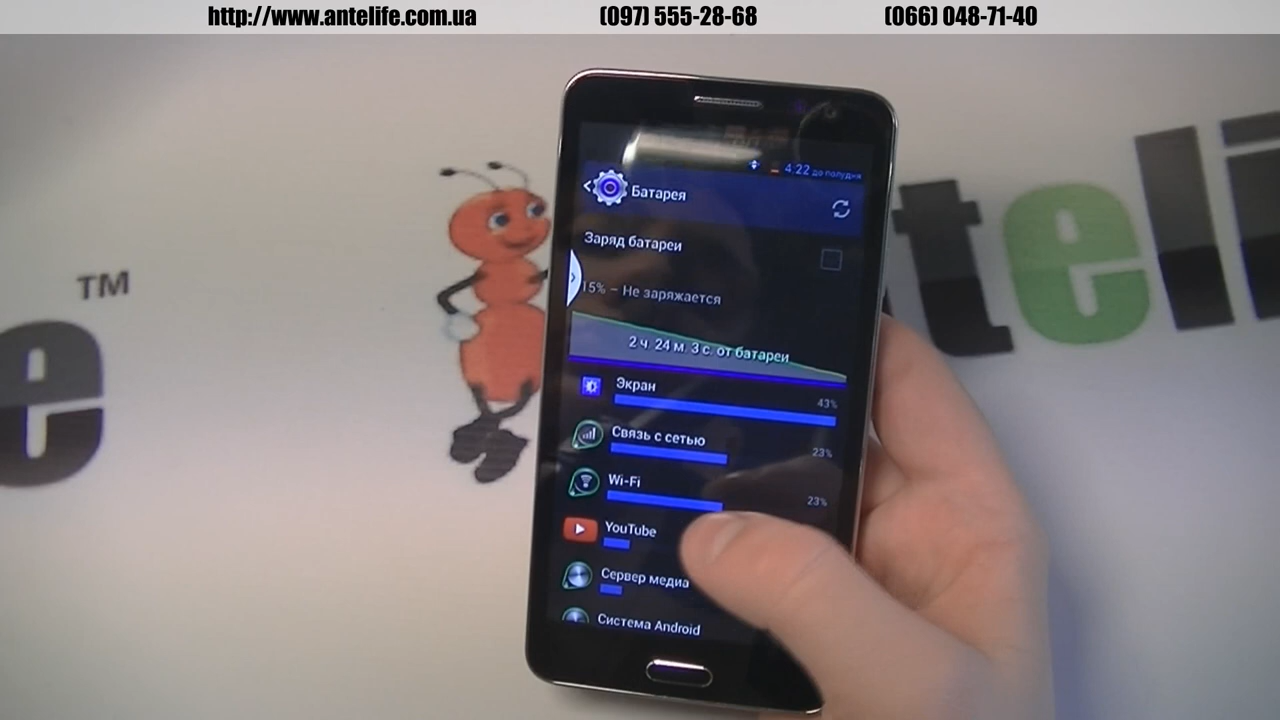 http://www.antelife.com.ua (097) 555-28-68 (066) 048-71-40
4:22 до полудня
Батарея
Заряд батареи
15% – Не заряжается
2 ч. 24 м. 3 с. от батареи
Экран
43%
Связь с сетью
23%
Wi-Fi
23%
YouTube
Сервер медиа
Система Android
TM
e
teli